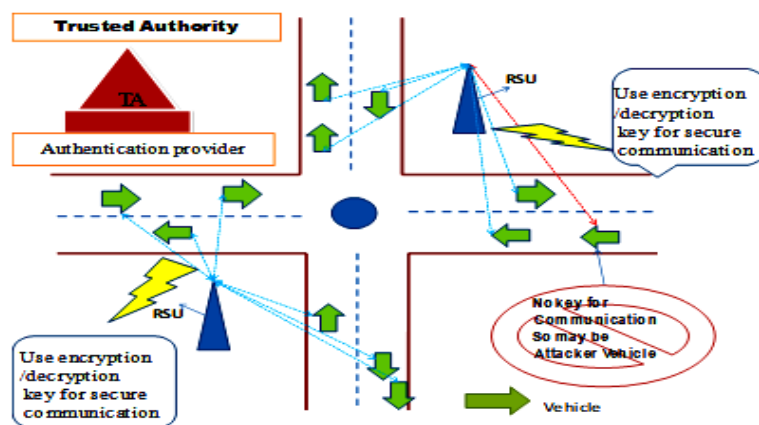 Trusted Authority
TA
Authentication provider
RSU
Use encryption
/decryption
key for secure
communication
RSU
Use encryption
/decryption
key for secure
communication
No key for
Communication
So may be
Attacker Vehicle
Vehicle